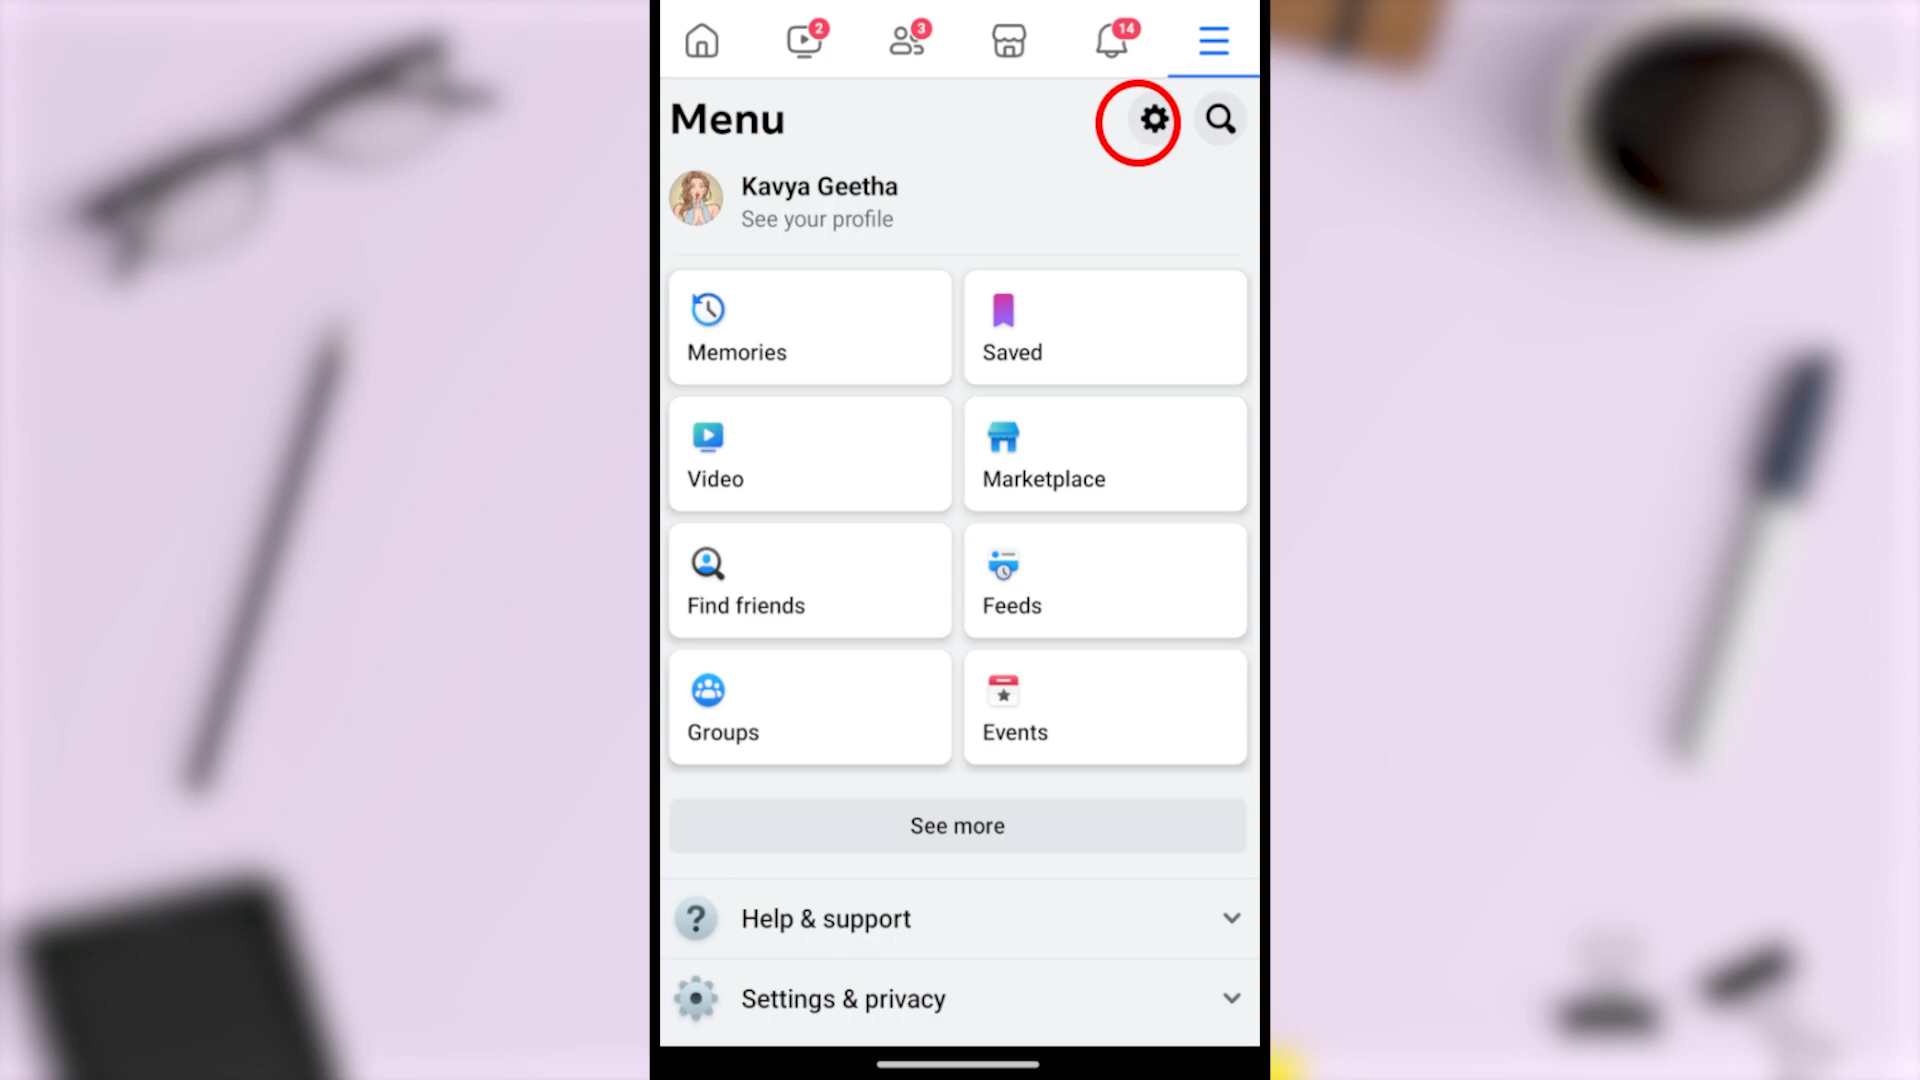 2
3
14
Menu
Kavya Geetha
See your profile
Memories
Saved
Video
Marketplace
Find friends
Feeds
Groups
Events
See more
Help & support
Settings & privacy